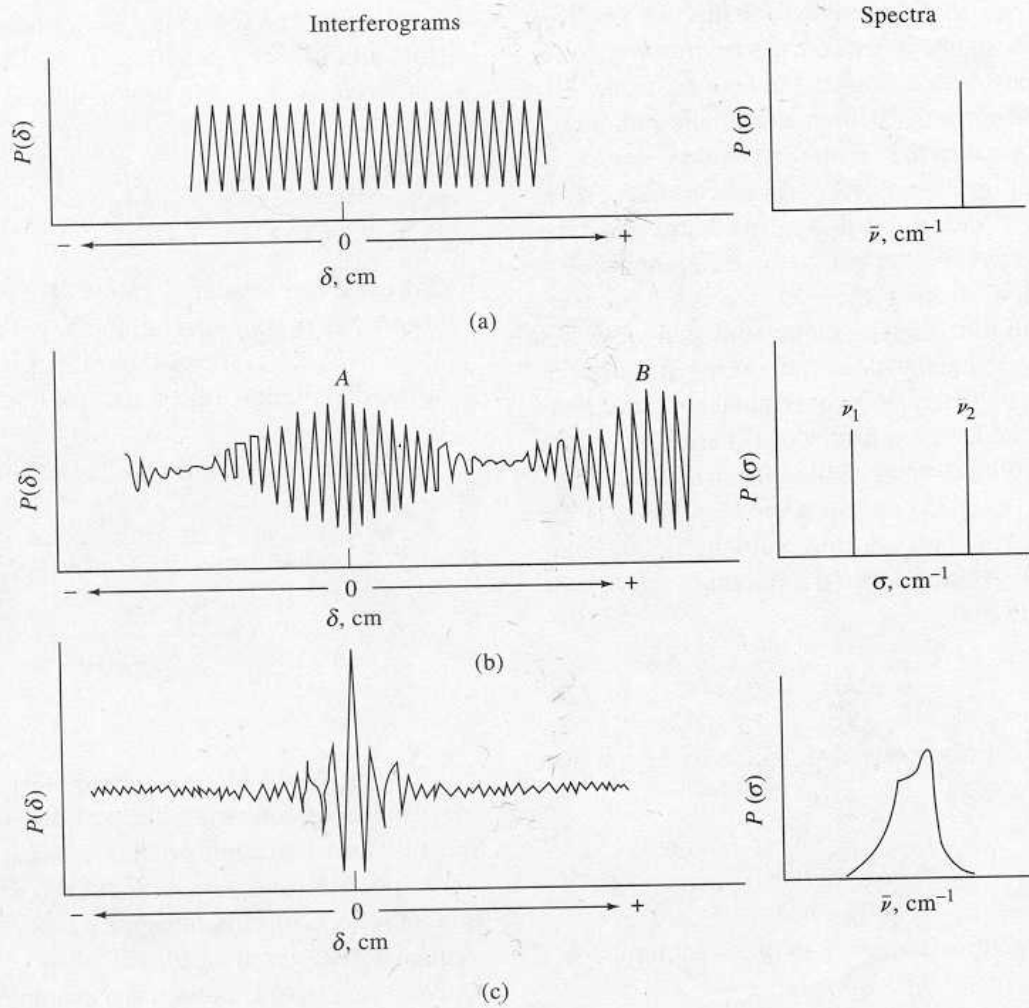 Interferograms
Spectra
P(δ)
− 0 +
δ, cm
P (σ)
ν̄, cm⁻¹
(a)
A
B
P(δ)
− 0 +
δ, cm
P (σ)
ν₁
ν₂
σ, cm⁻¹
(b)
P(δ)
− 0 +
δ, cm
P (σ)
ν̄, cm⁻¹
(c)